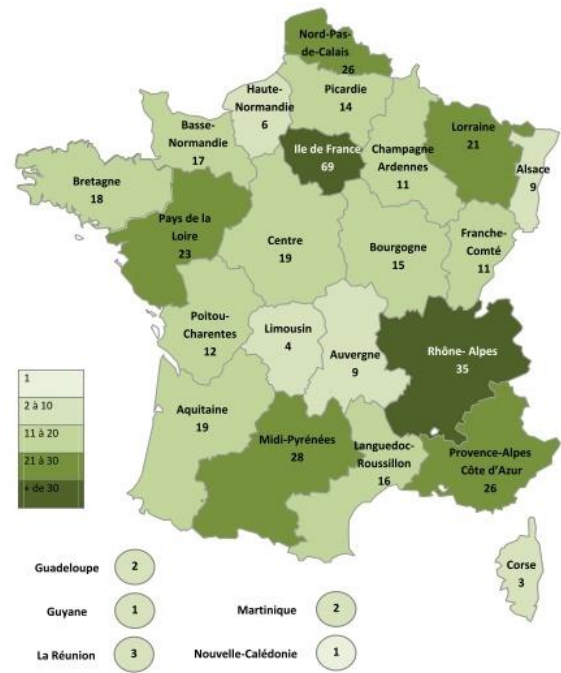 Nord-Pas-
de-Calais
26
Haute-
Normandie
6
Picardie
14
Basse-
Normandie
17
Ile de France
69
Champagne
Ardennes
11
Lorraine
21
Alsace
9
Bretagne
18
Pays de la
Loire
23
Centre
19
Bourgogne
15
Franche-
Comté
11
Poitou-
Charentes
12
Limousin
4
Auvergne
9
Rhône- Alpes
35
Aquitaine
19
Midi-Pyrénées
28
Languedoc-
Roussillon
16
Provence-Alpes
Côte d'Azur
26
Corse
3
1
2 à 10
11 à 20
21 à 30
+ de 30
Guadeloupe 2
Guyane 1
Martinique 2
La Réunion 3
Nouvelle-Calédonie 1